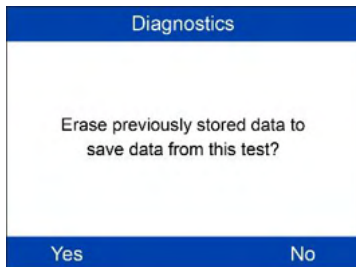 Diagnostics
Erase previously stored data to
save data from this test?
Yes No